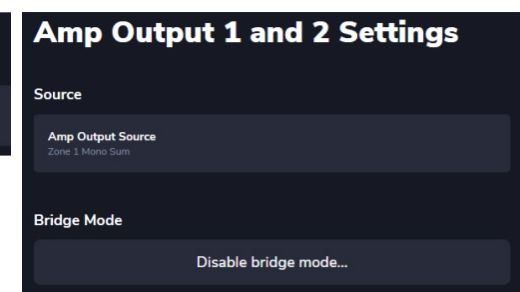 Amp Output 1 and 2 Settings
Source
Amp Output Source
Zone 1 Mono Sum
Bridge Mode
Disable bridge mode...